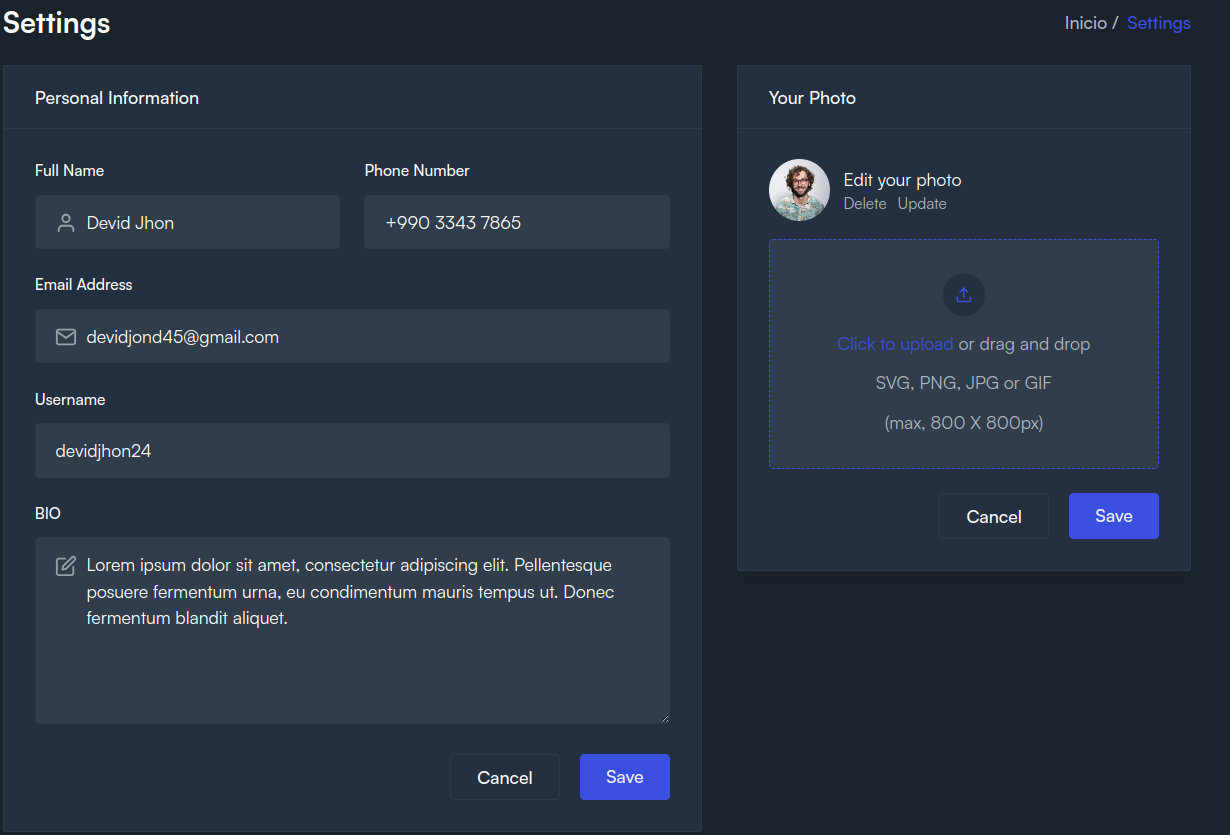 Settings
Inicio / Settings
Personal Information
Full Name
Phone Number
Devid Jhon
+990 3343 7865
Email Address
devidjond45@gmail.com
Username
devidjhon24
BIO
Lorem ipsum dolor sit amet, consectetur adipiscing elit. Pellentesque
posuere fermentum urna, eu condimentum mauris tempus ut. Donec
fermentum blandit aliquet.
Cancel
Save
Your Photo
Edit your photo
Delete Update
Click to upload or drag and drop
SVG, PNG, JPG or GIF
(max, 800 X 800px)
Cancel
Save